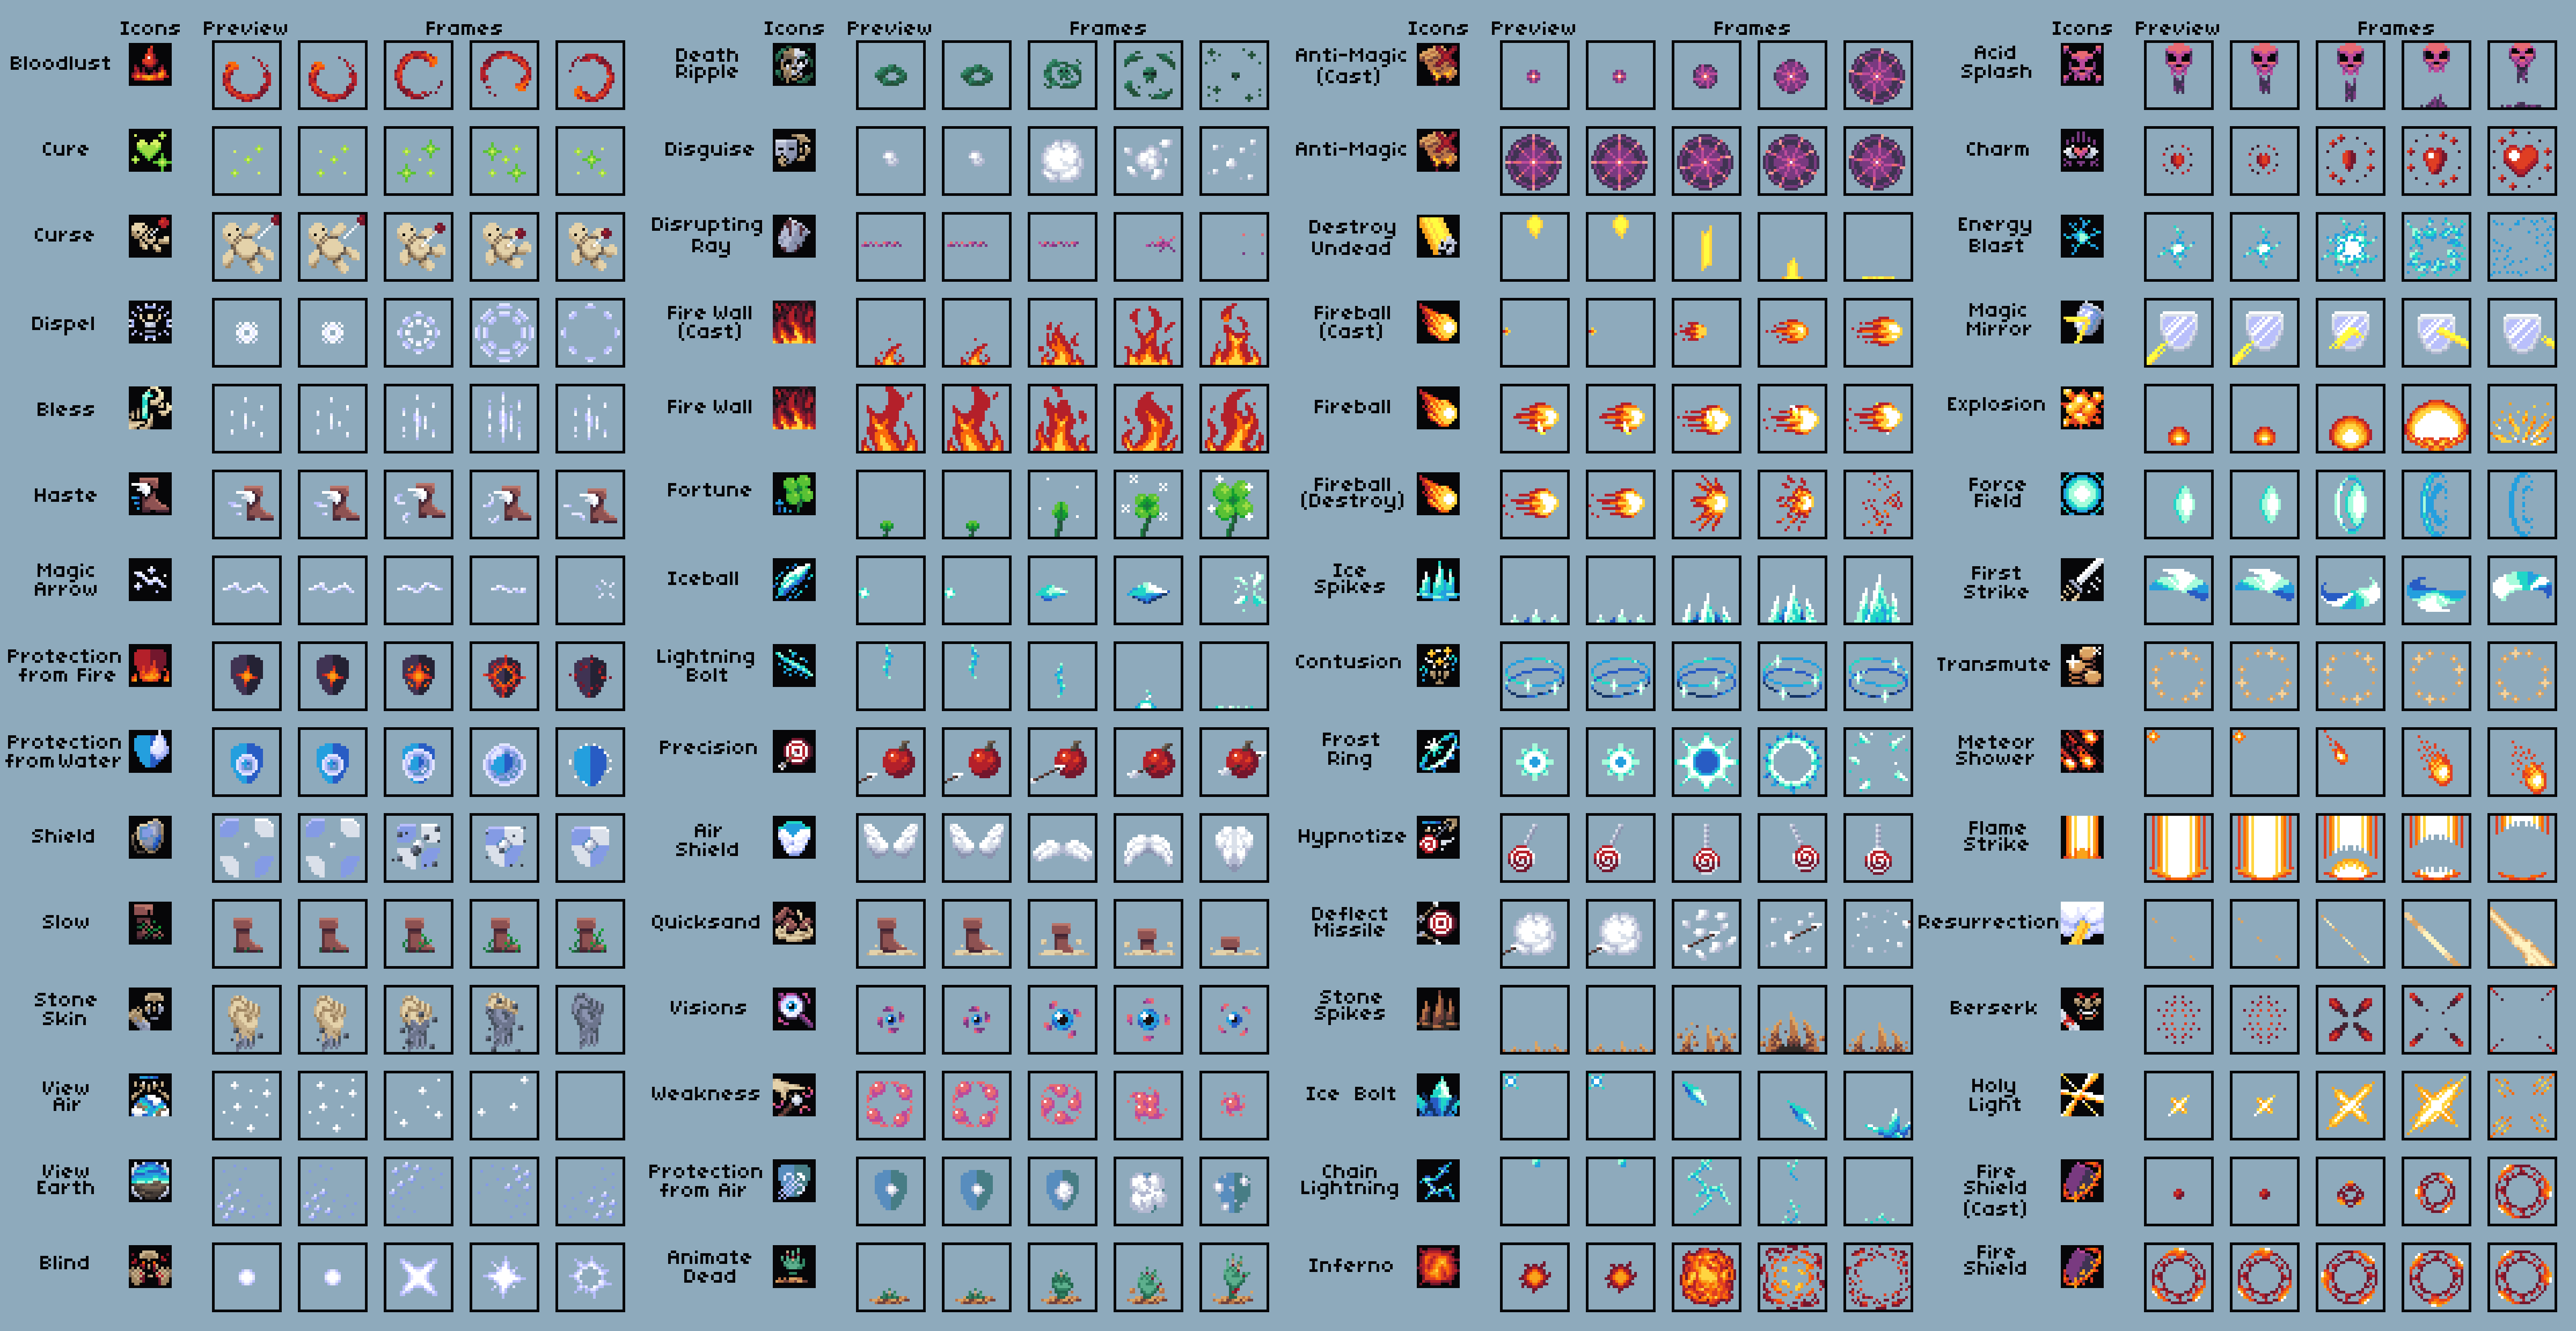 Icons Preview Frames
Bloodlust
Cure
Curse
Dispel
Bless
Haste
Magic
Arrow
Protection
from Fire
Protection
from Water
Shield
Slow
Stone
Skin
View
Air
View
Earth
Blind
Icons Preview Frames
Death
Ripple
Disguise
Disrupting
Ray
Fire Wall
(Cast)
Fire Wall
Fortune
Iceball
Lightning
Bolt
Precision
Air
Shield
Quicksand
Visions
Weakness
Protection
from Air
Animate
Dead
Icons Preview Frames
Anti-Magic
(Cast)
Anti-Magic
Destroy
Undead
Fireball
(Cast)
Fireball
Fireball
(Destroy)
Ice
Spikes
Contusion
Frost
Ring
Hypnotize
Deflect
Missile
Stone
Spikes
Ice Bolt
Chain
Lightning
Inferno
Icons Preview Frames
Acid
Splash
Charm
Energy
Blast
Magic
Mirror
Explosion
Force
Field
First
Strike
Transmute
Meteor
Shower
Flame
Strike
Resurrection
Berserk
Holy
Light
Fire
Shield
(Cast)
Fire
Shield